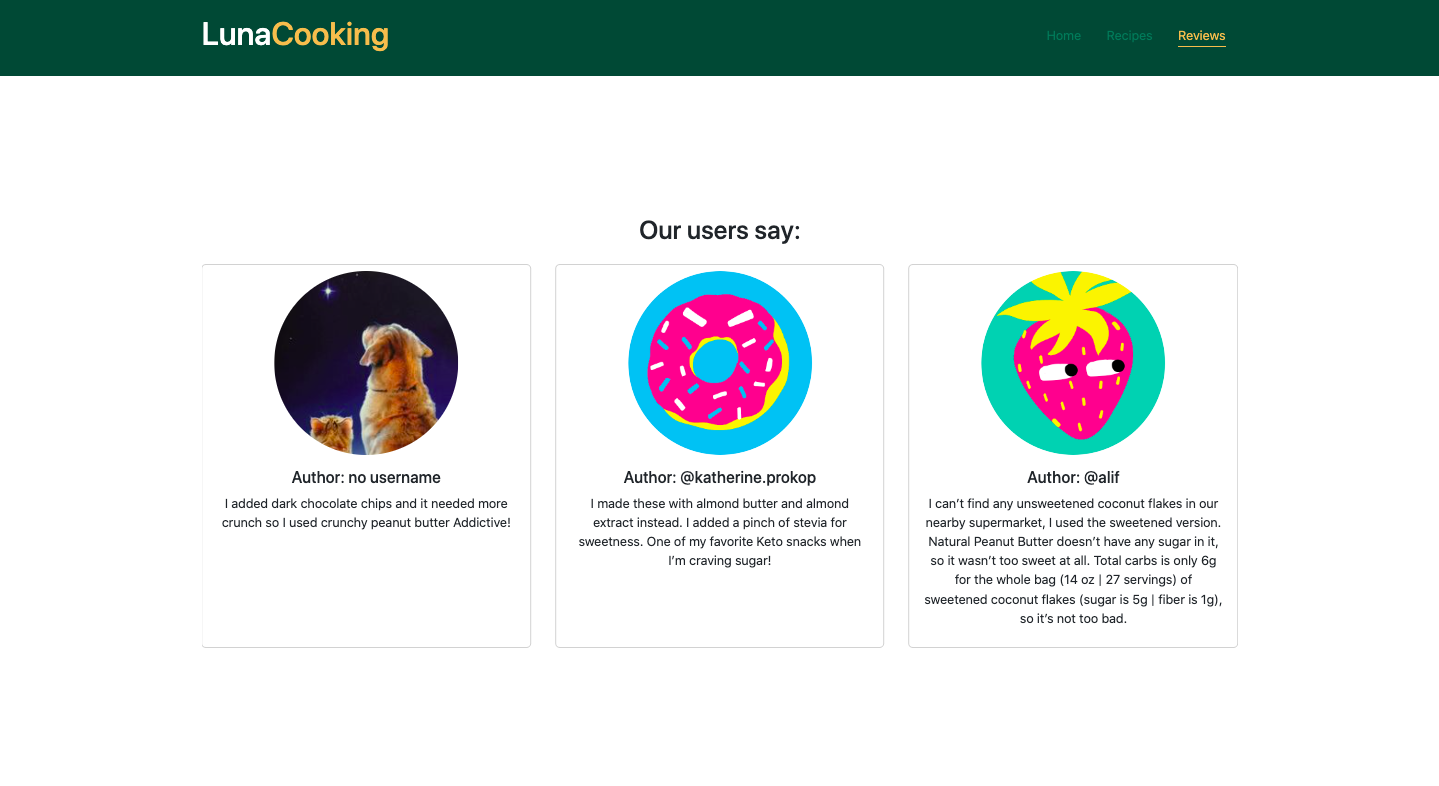 LunaCooking
Home Recipes Reviews
Our users say:
Author: no username
I added dark chocolate chips and it needed more
crunch so I used crunchy peanut butter Addictive!
Author: @katherine.prokop
I made these with almond butter and almond
extract instead. I added a pinch of stevia for
sweetness. One of my favorite Keto snacks when
I’m craving sugar!
Author: @alif
I can’t find any unsweetened coconut flakes in our
nearby supermarket, I used the sweetened version.
Natural Peanut Butter doesn’t have any sugar in it,
so it wasn’t too sweet at all. Total carbs is only 6g
for the whole bag (14 oz | 27 servings) of
sweetened coconut flakes (sugar is 5g | fiber is 1g),
so it’s not too bad.